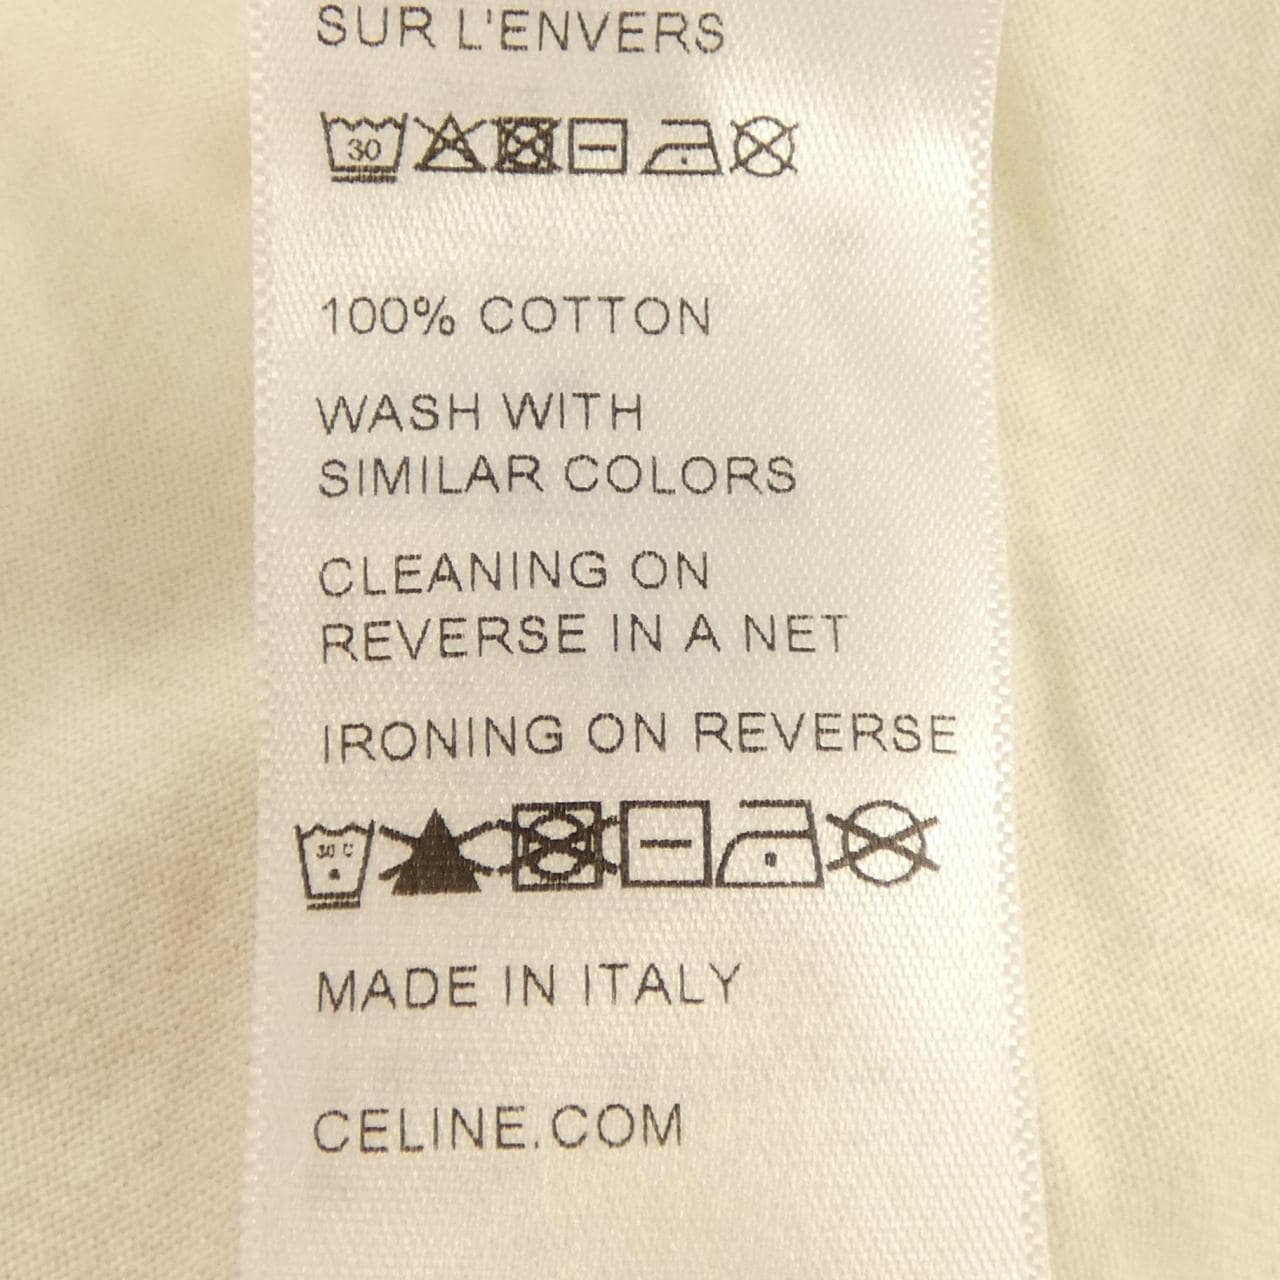 SUR L'ENVERS
30
100% COTTON
WASH WITH
SIMILAR COLORS
CLEANING ON
REVERSE IN A NET
IRONING ON REVERSE
30 C
MADE IN ITALY
CELINE.COM